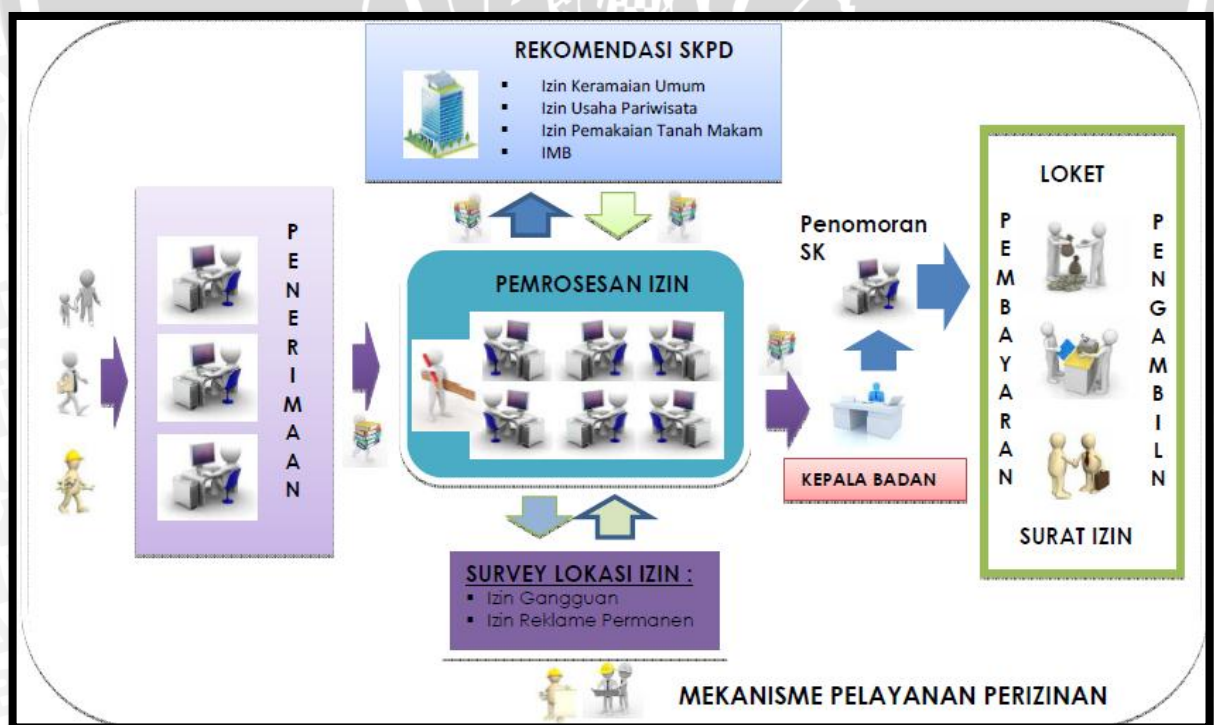 REKOMENDASI SKPD
▪ Izin Keramaian Umum
▪ Izin Usaha Pariwisata
▪ Izin Pemakaian Tanah Makam
▪ IMB
PENERIMAAN
PEMROSESAN IZIN
SURVEY LOKASI IZIN :
▪ Izin Gangguan
▪ Izin Reklame Permanen
KEPALA BADAN
Penomoran
SK
LOKET
PEMBAYARAN
PENGAMBILN
SURAT IZIN
MEKANISME PELAYANAN PERIZINAN